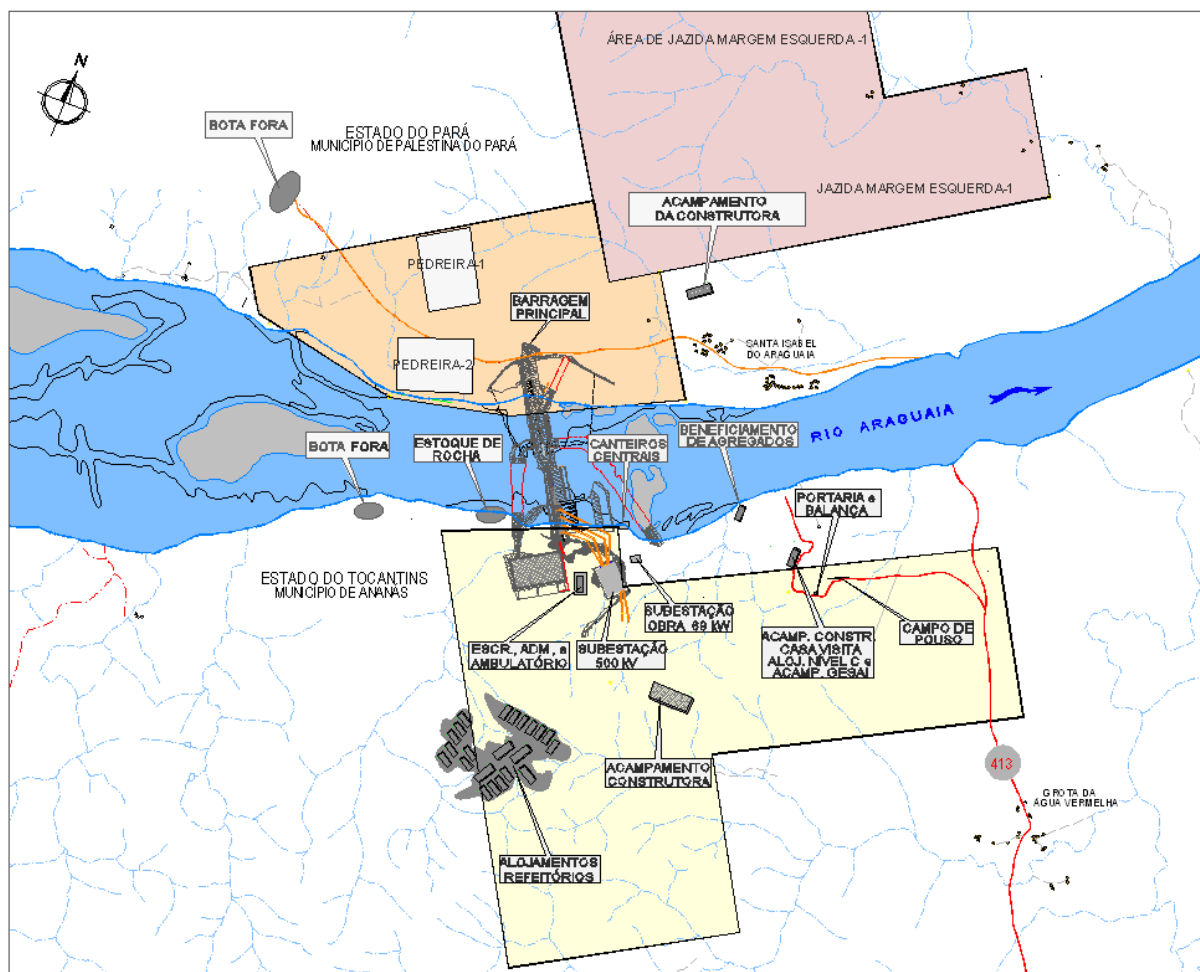 ÁREA DE JAZIDA MARGEM ESQUERDA -1
N
BOTA FORA
ESTADO DO PARÁ
MUNICIPIO DE PALESTINA DO PARÁ
JAZIDA MARGEM ESQUERDA-1
ACAMPAMENTO
DA CONSTRUTORA
PEDREIRA-1
BARRAGEM
PRINCIPAL
SANTA ISABEL
DO ARAGUAIA
PEDREIRA-2
RIO ARAGUAIA
BENEFICIAMENTO
DE AGREGADOS
BOTA FORA
ESTOQUE DE
ROCHA
CANTEIROS
CENTRAIS
PORTARIA e
BALANÇA
ESTADO DO TOCANTINS
MUNICIPIO DE ANANAS
SUBESTAÇÃO
OBRA 69 kW
ESCR., ADM., e
AMBULATÓRIO
SUBESTAÇÃO
500 kV
ACAMP. CONSTR.
CASA VISITA
ALOJ. NÍVEL C e
ACAMP. GESAI
CAMPO DE
POUSO
ACAMPAMENTO
CONSTRUTORA
413
GROTA DA
ÁGUA VERMELHA
ALOJAMENTOS
REFEITÓRIOS